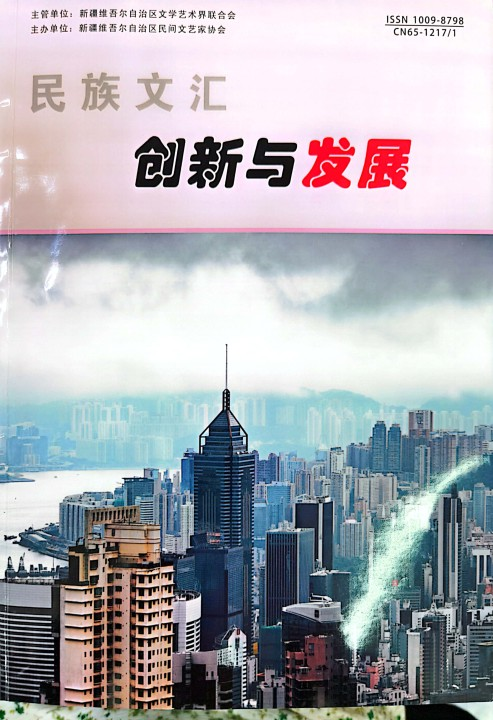 主管单位：新疆维吾尔自治区文学艺术界联合会
主办单位：新疆维吾尔自治区民间文艺家协会
ISSN 1009-8798
CN65-1217/1
民族文汇
创新与发展